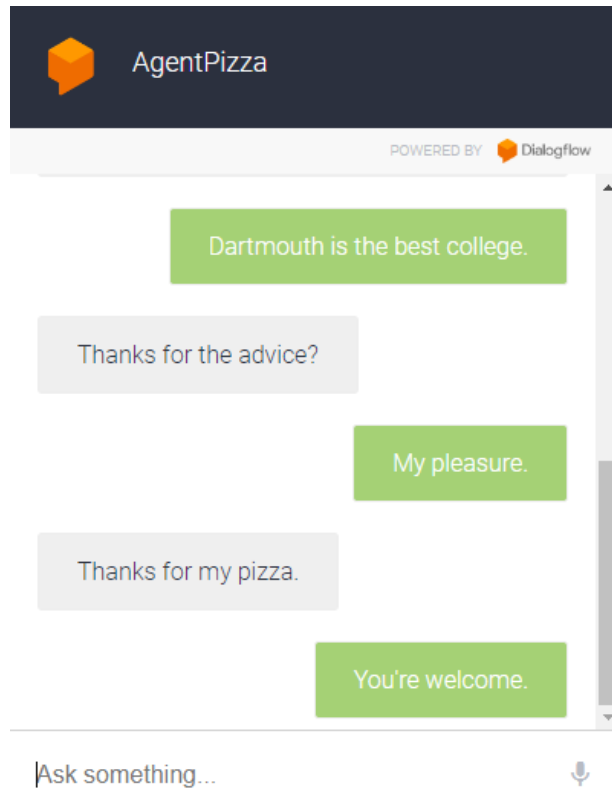 AgentPizza
POWERED BY Dialogflow
Dartmouth is the best college.
Thanks for the advice?
My pleasure.
Thanks for my pizza.
You're welcome.
Ask something...